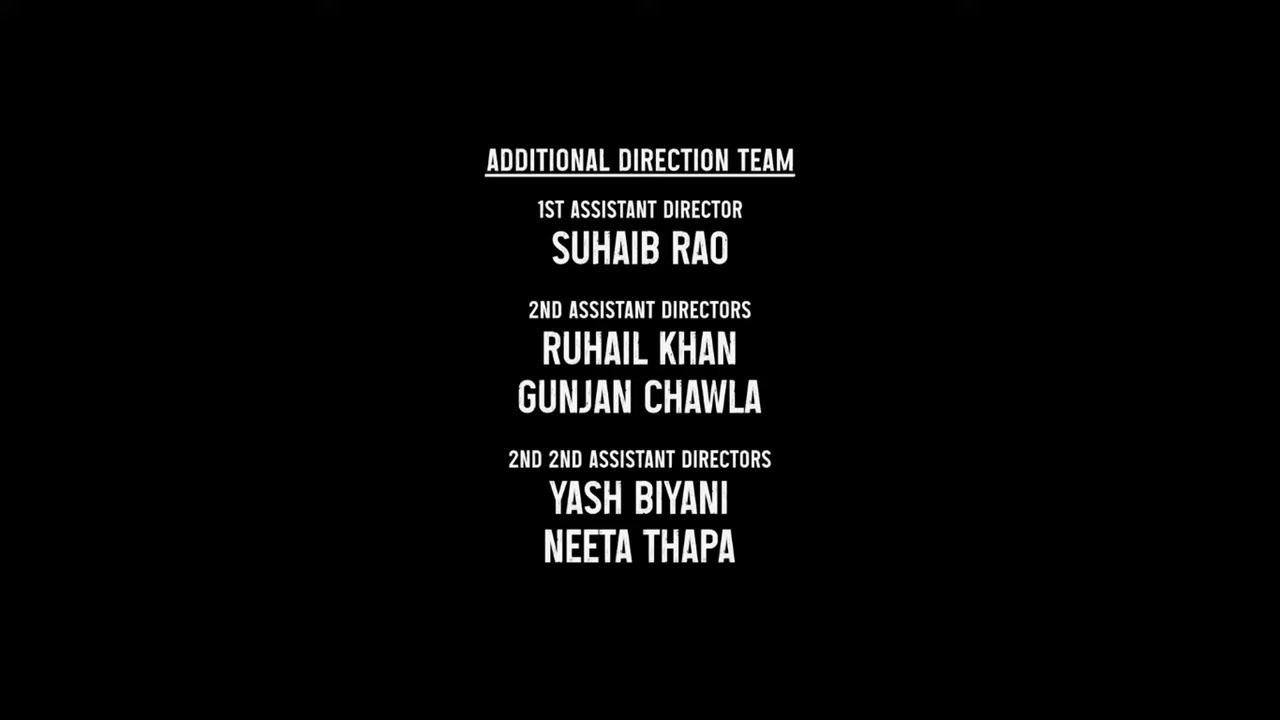 ADDITIONAL DIRECTION TEAM
1ST ASSISTANT DIRECTOR
SUHAIB RAO
2ND ASSISTANT DIRECTORS
RUHAIL KHAN
GUNJAN CHAWLA
2ND 2ND ASSISTANT DIRECTORS
YASH BIYANI
NEETA THAPA